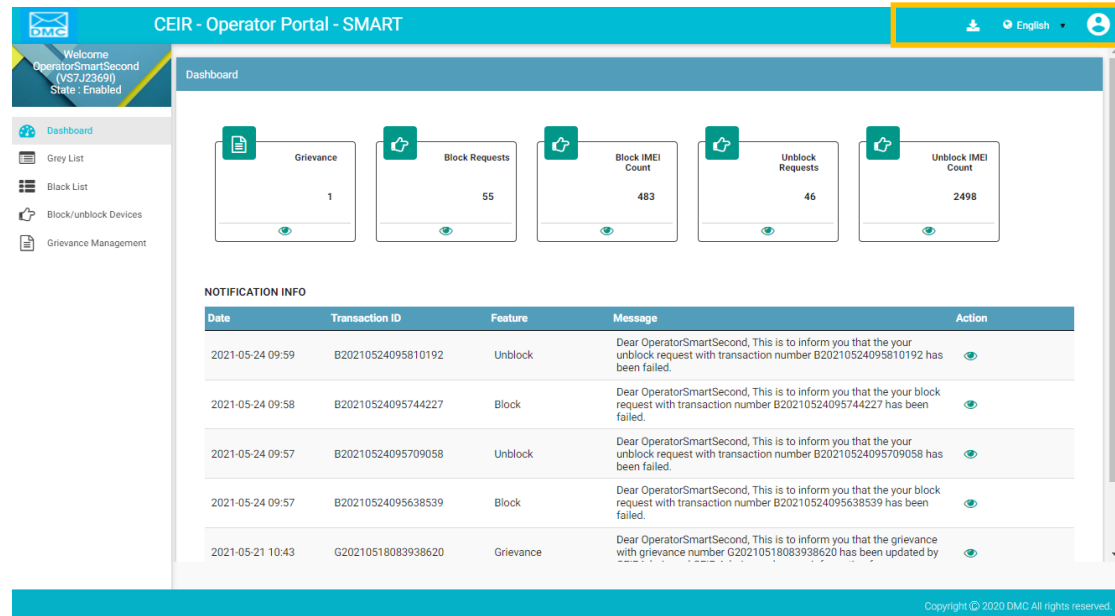 DMC
CEIR - Operator Portal - SMART
English
Welcome
OperatorSmartSecond
(VS7J2369I)
State : Enabled
Dashboard
Grey List
Black List
Block/unblock Devices
Grievance Management
Dashboard
Grievance
1
Block Requests
55
Block IMEI
Count
483
Unblock
Requests
46
Unblock IMEI
Count
2498
NOTIFICATION INFO
Date Transaction ID Feature Message Action
2021-05-24 09:59 B20210524095810192 Unblock
Dear OperatorSmartSecond, This is to inform you that the your
unblock request with transaction number B20210524095810192 has
been failed.
2021-05-24 09:58 B20210524095744227 Block
Dear OperatorSmartSecond, This is to inform you that the your block
request with transaction number B20210524095744227 has been
failed.
2021-05-24 09:57 B20210524095709058 Unblock
Dear OperatorSmartSecond, This is to inform you that the your
unblock request with transaction number B20210524095709058 has
been failed.
2021-05-24 09:57 B20210524095638539 Block
Dear OperatorSmartSecond, This is to inform you that the your block
request with transaction number B20210524095638539 has been
failed.
2021-05-21 10:43 G20210518083938620 Grievance
Dear OperatorSmartSecond, This is to inform you that the grievance
with grievance number G20210518083938620 has been updated by
Copyright © 2020 DMC All rights reserved.